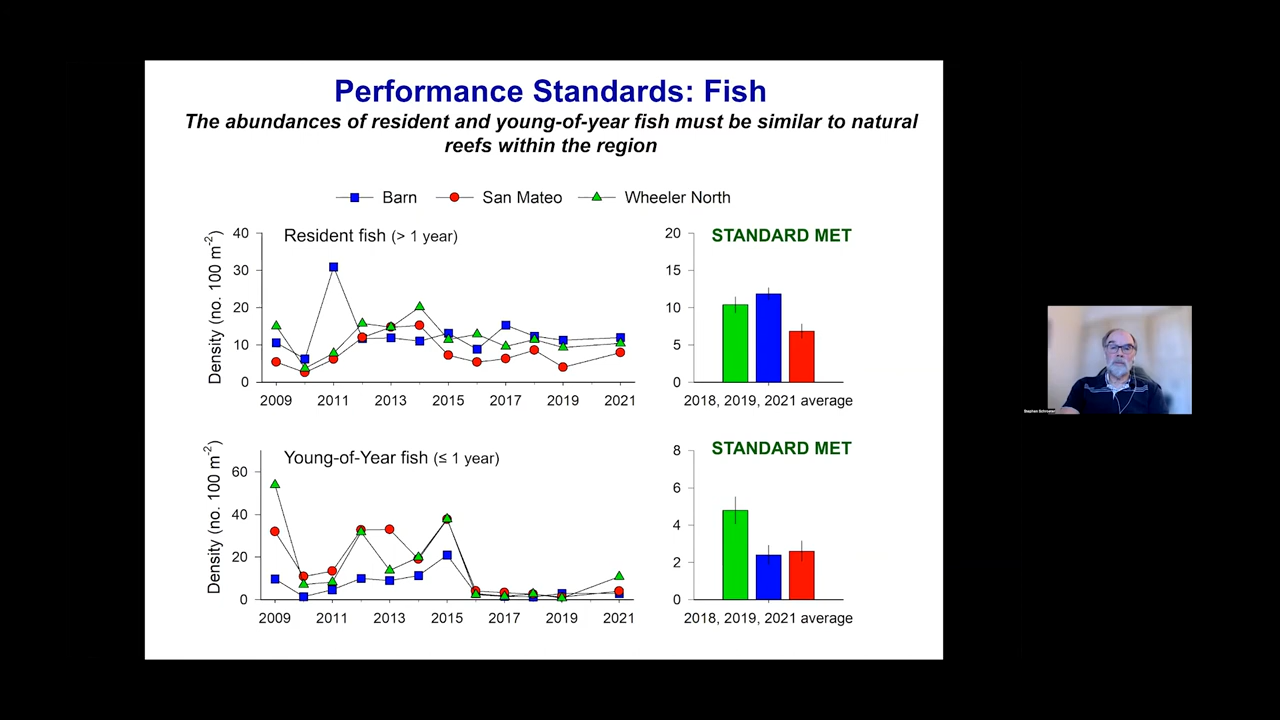 Performance Standards: Fish
The abundances of resident and young-of-year fish must be similar to natural
reefs within the region
Barn San Mateo Wheeler North
Resident fish (> 1 year)
Density (no. 100 m⁻²)
40
30
20
10
0
2009 2011 2013 2015 2017 2019 2021
STANDARD MET
20
15
10
5
0
2018, 2019, 2021 average
Young-of-Year fish (≤ 1 year)
Density (no. 100 m⁻²)
60
40
20
0
2009 2011 2013 2015 2017 2019 2021
STANDARD MET
8
6
4
2
0
2018, 2019, 2021 average
Stephen Schroeter